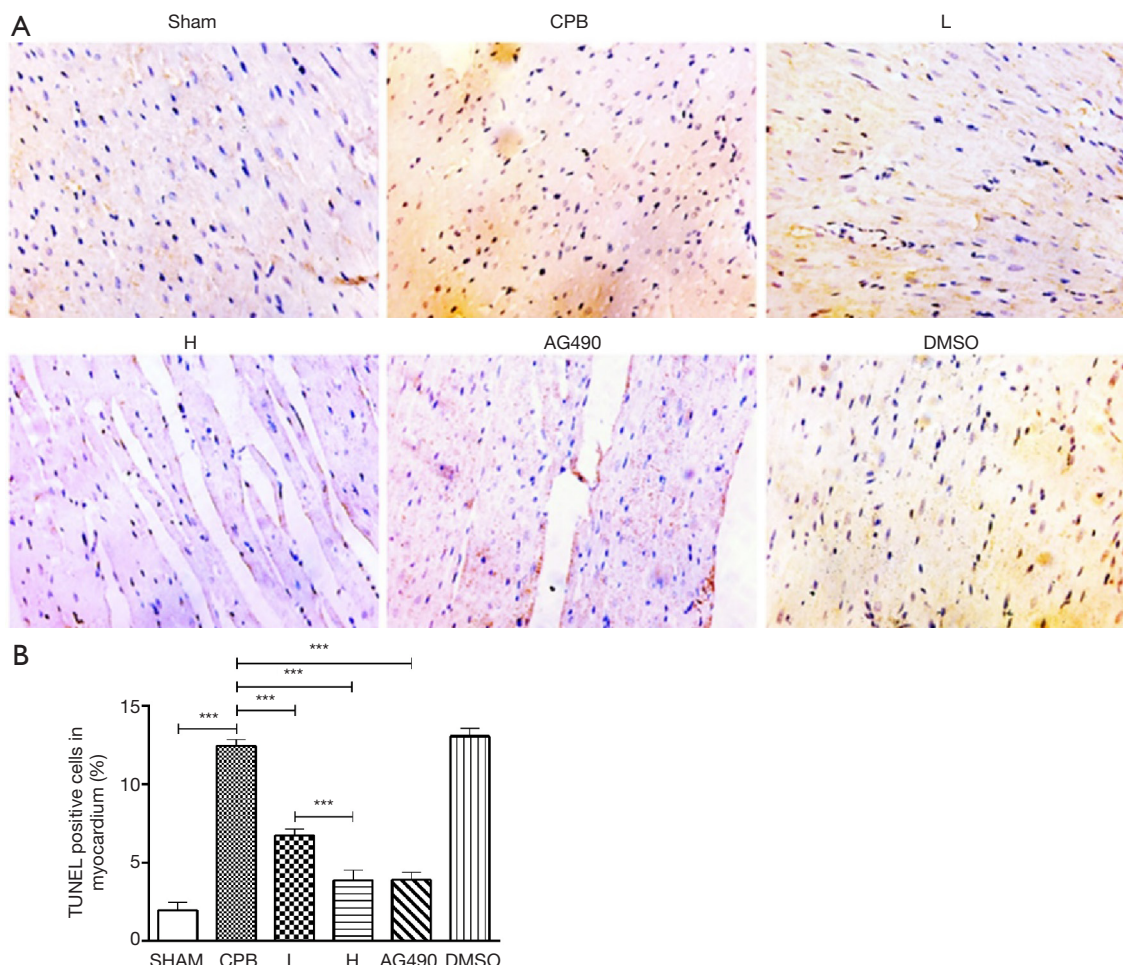 A
Sham CPB L
H AG490 DMSO
B
***
***
*** ***
***
15
10
5
0
TUNEL positive cells in
myocardium (%)
SHAM CPB L H AG490 DMSO